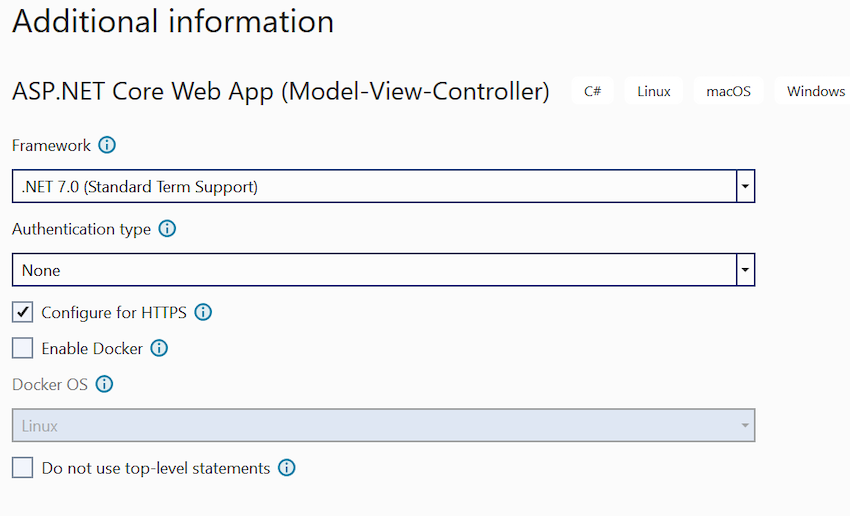 Additional information
ASP.NET Core Web App (Model-View-Controller) C# Linux macOS Windows
Framework
.NET 7.0 (Standard Term Support)
Authentication type
None
Configure for HTTPS
Enable Docker
Docker OS
Linux
Do not use top-level statements